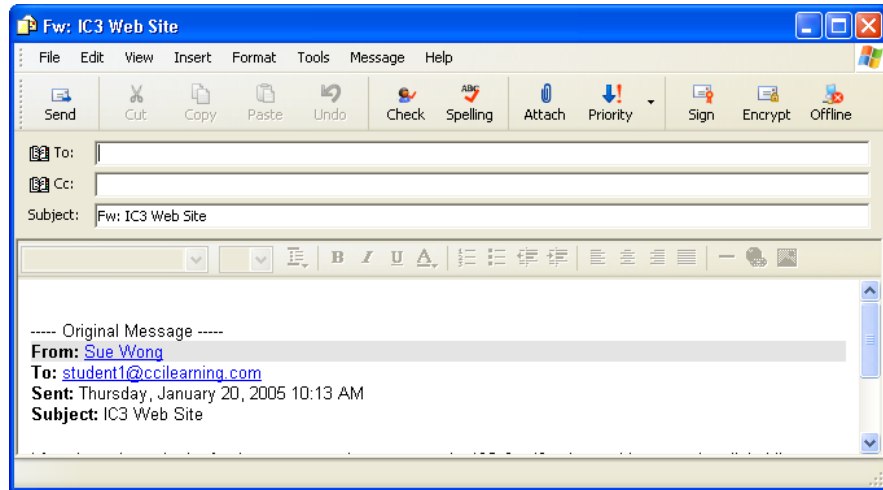 Fw: IC3 Web Site
File Edit View Insert Format Tools Message Help
Send Cut Copy Paste Undo Check ABC Spelling Attach Priority Sign Encrypt Offline
To:
Cc:
Subject: Fw: IC3 Web Site
B I U A
----- Original Message -----
From: Sue Wong
To: student1@ccilearning.com
Sent: Thursday, January 20, 2005 10:13 AM
Subject: IC3 Web Site